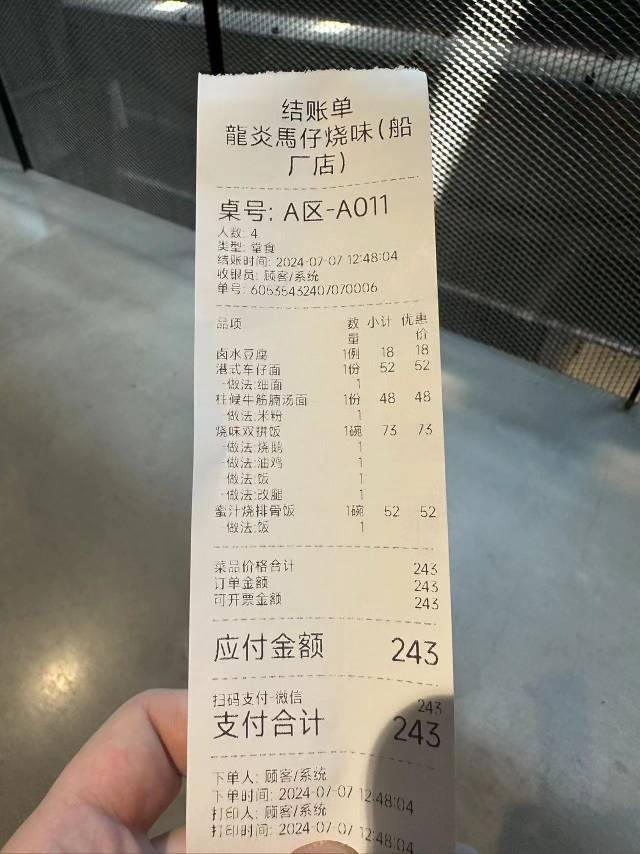 结账单
龍炎馬仔烧味(船
厂店)
桌号: A区-A011
人数: 4
类型: 堂食
结账时间: 2024-07-07 12:48:04
收银员: 顾客/系统
单号: 60535432407070006
品项 数 小计 优惠
量 价
卤水豆腐 1例 18 18
港式车仔面 1份 52 52
-做法:细面 1
柱候牛筋腩汤面 1份 48 48
-做法:米粉 1
烧味双拼饭 1碗 73 73
-做法:烧鹅 1
-做法:油鸡 1
-做法:饭 1
-做法:改腿 1
蜜汁烧排骨饭 1碗 52 52
-做法:饭 1
菜品价格合计 243
订单金额 243
可开票金额 243
应付金额 243
扫码支付-微信 243
支付合计 243
下单人: 顾客/系统
下单时间: 2024-07-07 12:48:04
打印人: 顾客/系统
打印时间: 2024-07-07 12:48:04